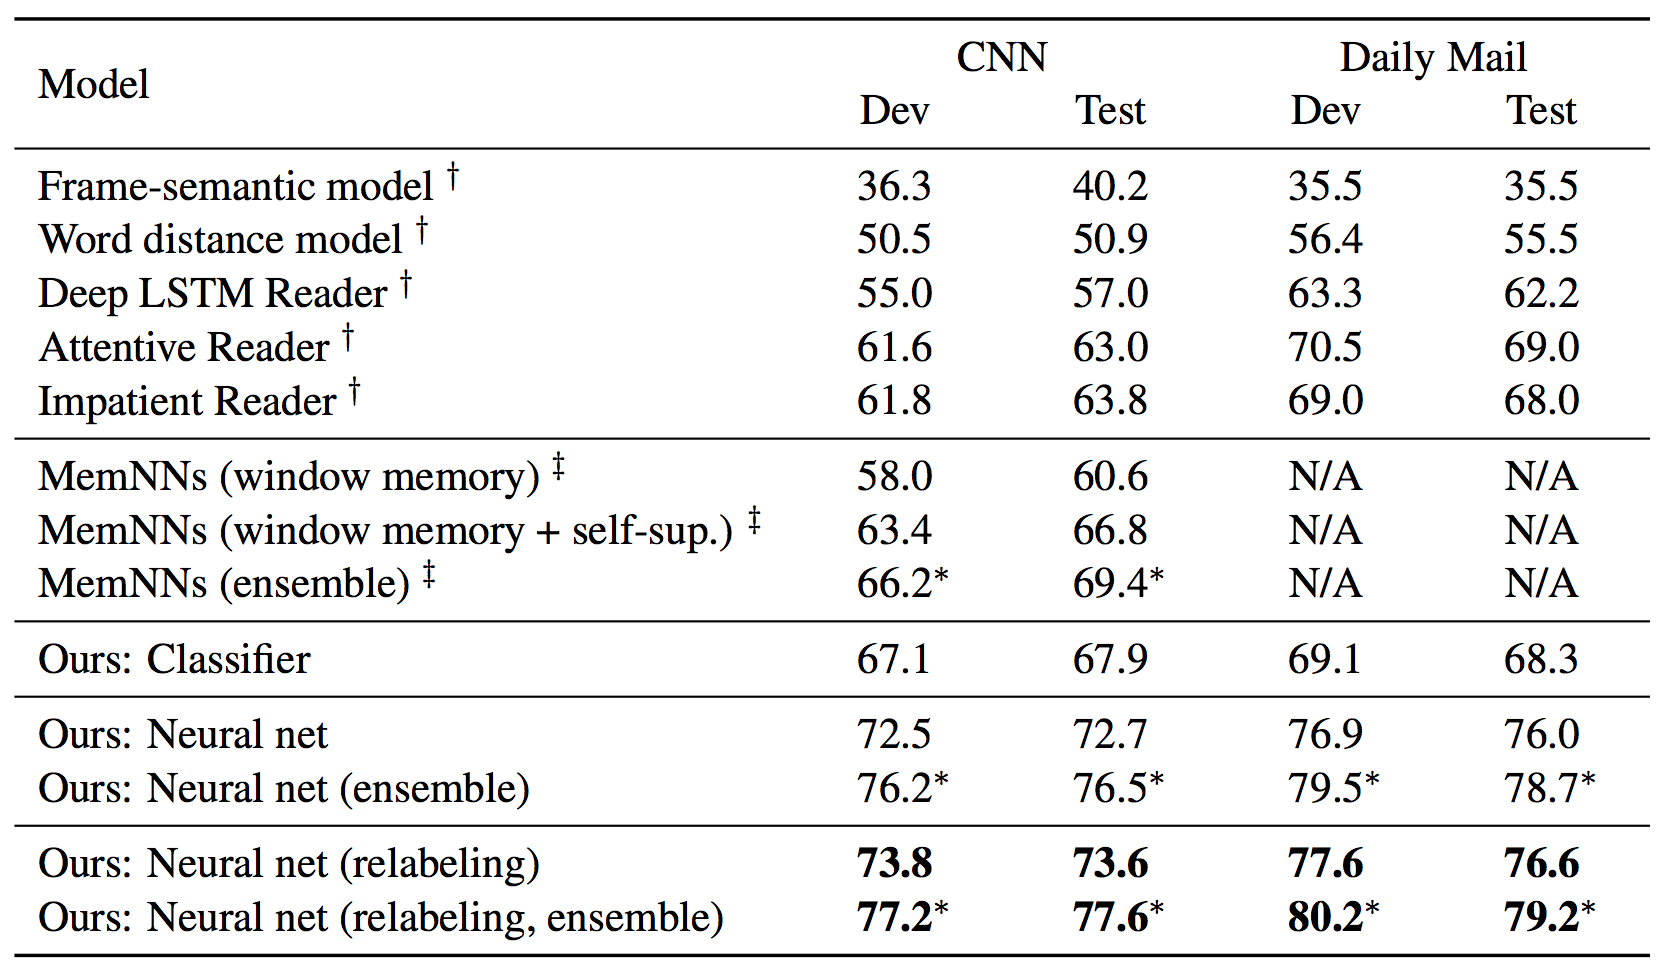 Model CNN Daily Mail
Dev Test Dev Test
Frame-semantic model † 36.3 40.2 35.5 35.5
Word distance model † 50.5 50.9 56.4 55.5
Deep LSTM Reader † 55.0 57.0 63.3 62.2
Attentive Reader † 61.6 63.0 70.5 69.0
Impatient Reader † 61.8 63.8 69.0 68.0
MemNNs (window memory) ‡ 58.0 60.6 N/A N/A
MemNNs (window memory + self-sup.) ‡ 63.4 66.8 N/A N/A
MemNNs (ensemble) ‡ 66.2* 69.4* N/A N/A
Ours: Classifier 67.1 67.9 69.1 68.3
Ours: Neural net 72.5 72.7 76.9 76.0
Ours: Neural net (ensemble) 76.2* 76.5* 79.5* 78.7*
Ours: Neural net (relabeling) 73.8 73.6 77.6 76.6
Ours: Neural net (relabeling, ensemble) 77.2* 77.6* 80.2* 79.2*